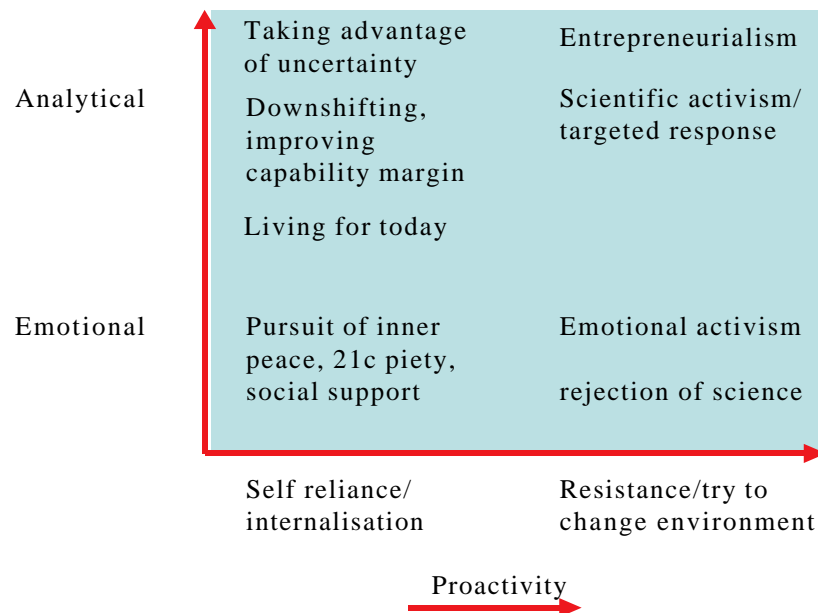 Taking advantage
of uncertainty
Entrepreneurialism
Analytical
Downshifting,
improving
capability margin
Scientific activism/
targeted response
Living for today
Emotional
Pursuit of inner
peace, 21c piety,
social support
Emotional activism
rejection of science
Self reliance/
internalisation
Resistance/try to
change environment
Proactivity